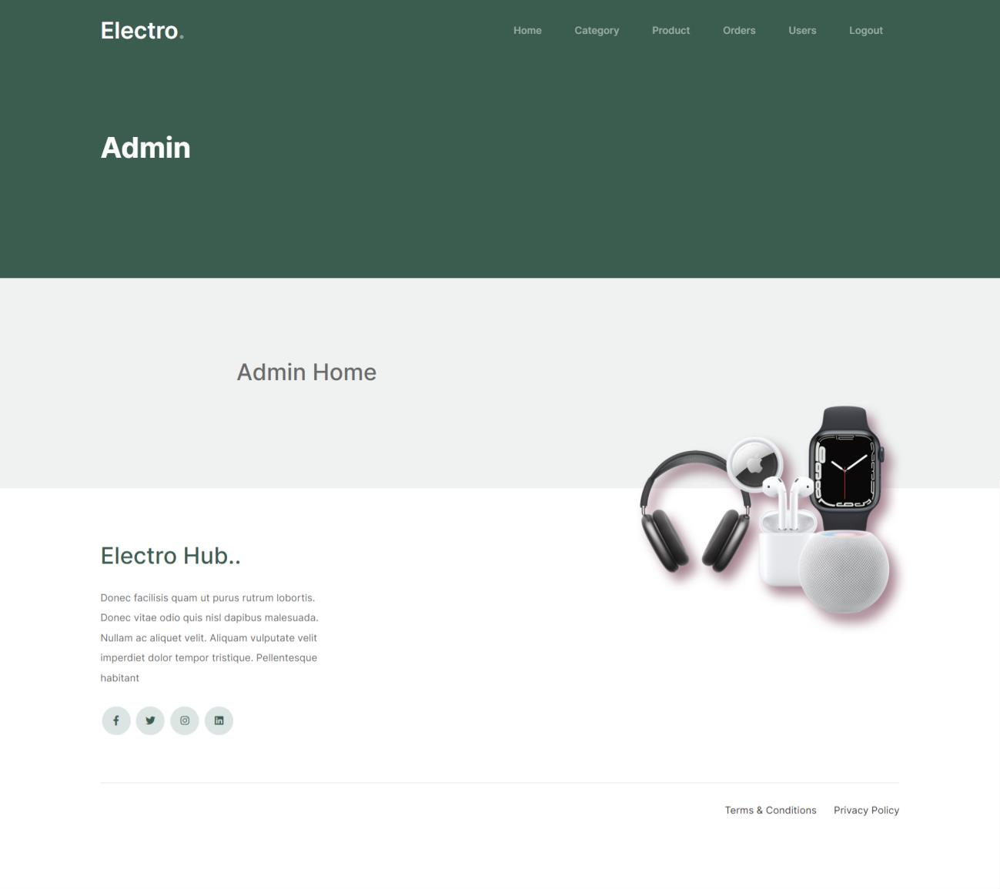 Electro.
Home Category Product Orders Users Logout
Admin
Admin Home
Electro Hub..
Donec facilisis quam ut purus rutrum lobortis.
Donec vitae odio quis nisl dapibus malesuada.
Nullam ac aliquet velit. Aliquam vulputate velit
imperdiet dolor tempor tristique. Pellentesque
habitant
Terms & Conditions Privacy Policy